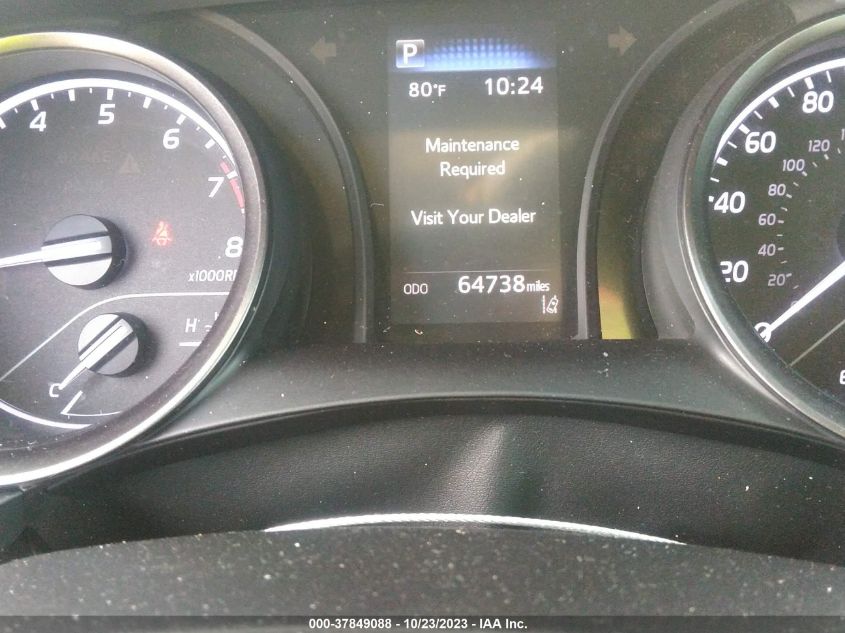 P
80°F 10:24
Maintenance
Required
Visit Your Dealer
ODO 64738 miles
4 5 6 7 8
x1000R
H
C
20 40 60 80
20 40 60 80 100 120
000-37849088 - 10/23/2023 - IAA Inc.